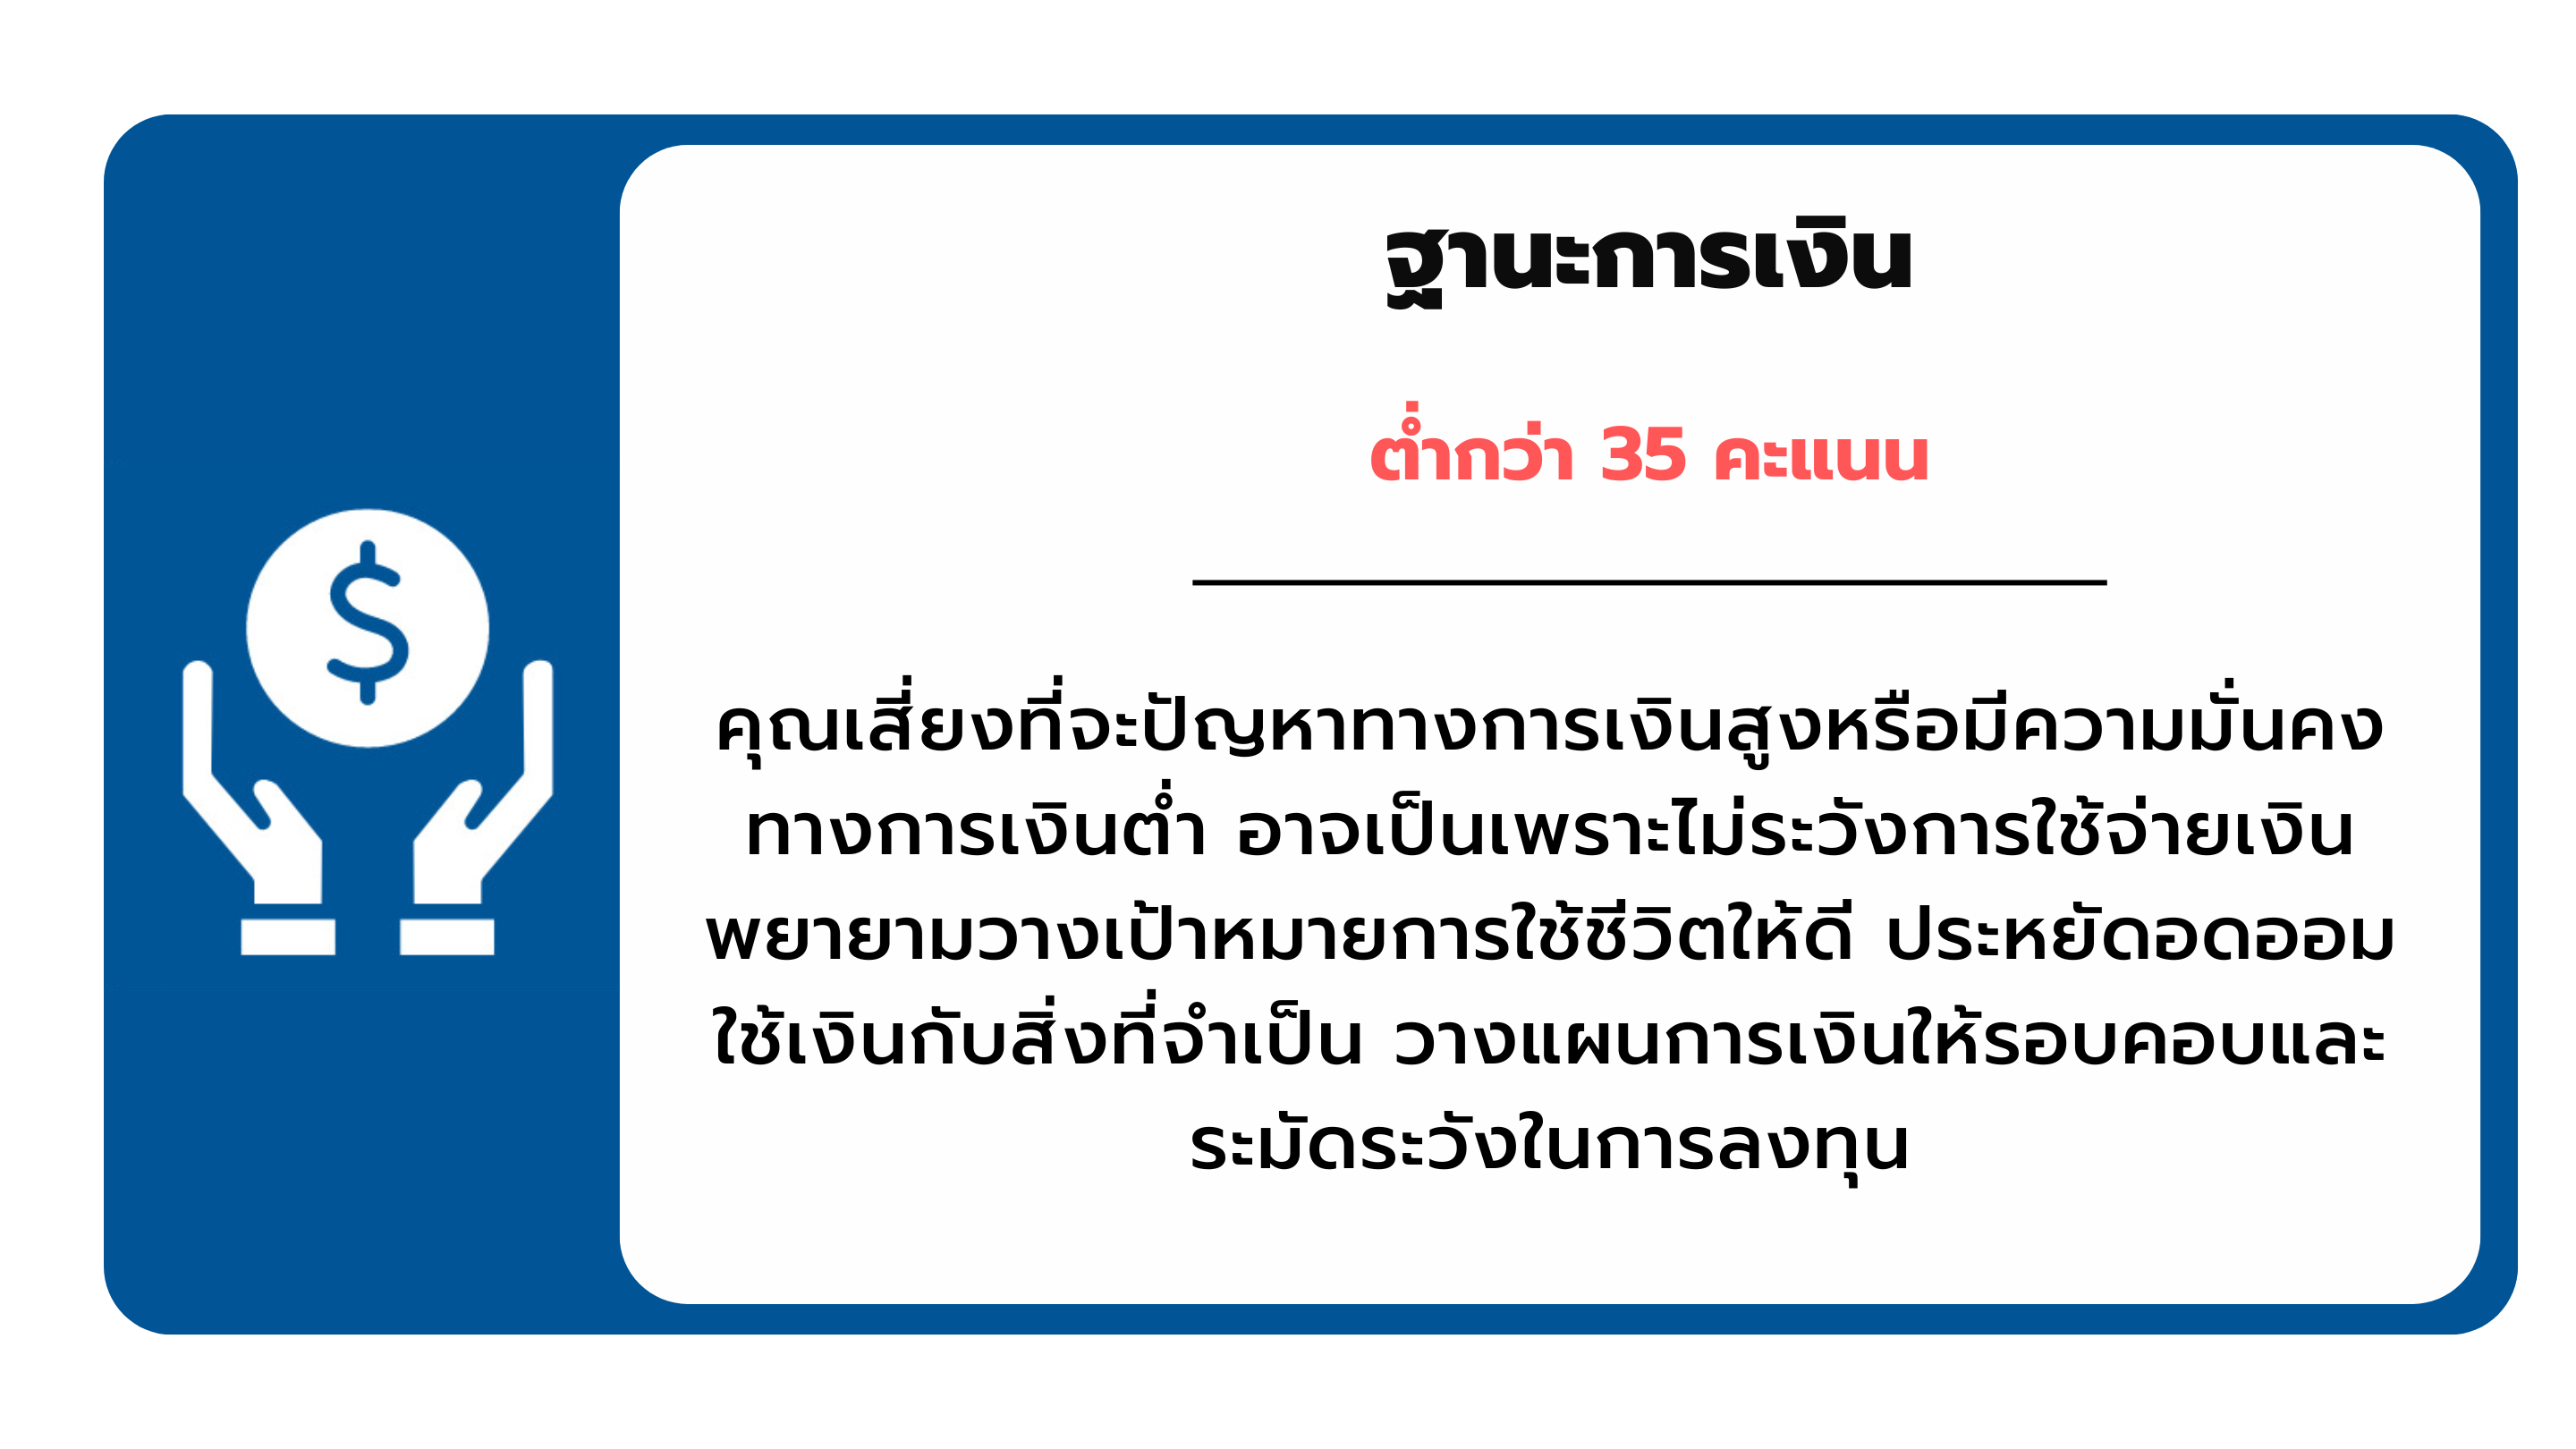 ฐานะการเงิน
ต่ำกว่า 35 คะแนน
คุณเสี่ยงที่จะปัญหาทางการเงินสูงหรือมีความมั่นคง
ทางการเงินต่ำ อาจเป็นเพราะไม่ระวังการใช้จ่ายเงิน
พยายามวางเป้าหมายการใช้ชีวิตให้ดี ประหยัดอดออม
ใช้เงินกับสิ่งที่จำเป็น วางแผนการเงินให้รอบคอบและ
ระมัดระวังในการลงทุน